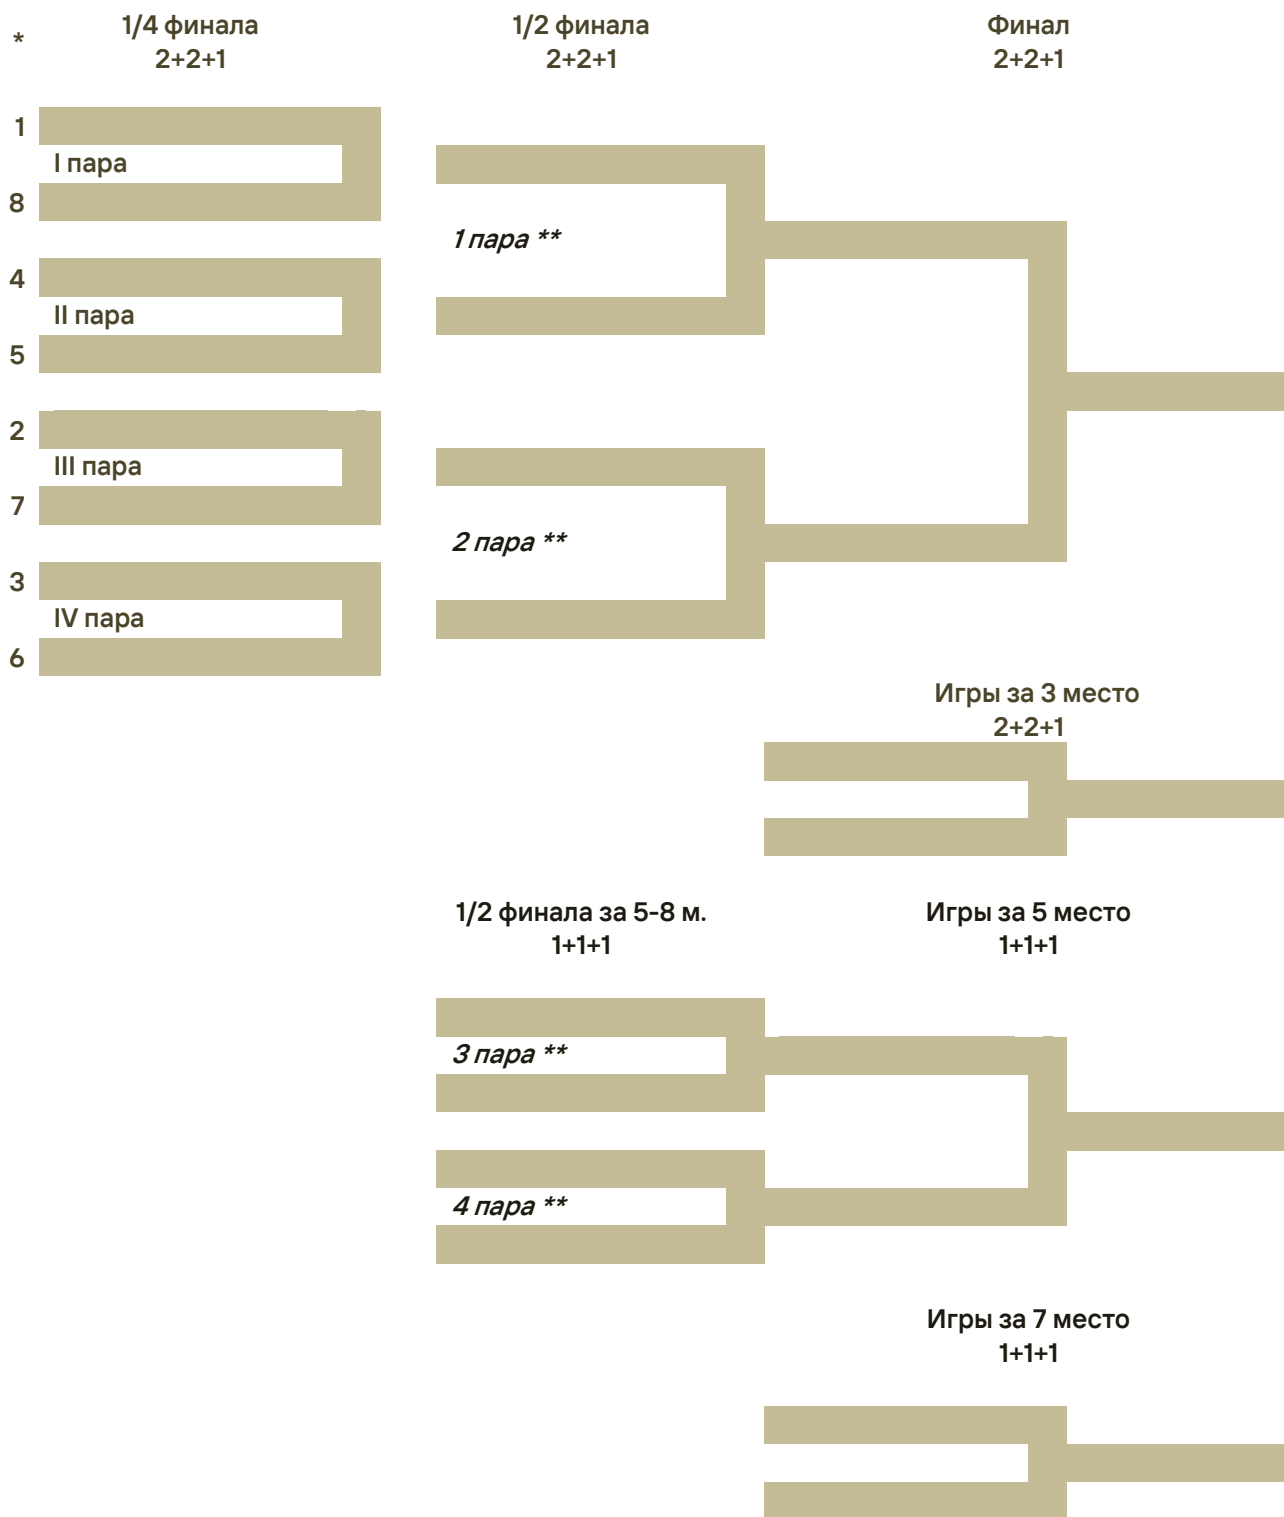 *
1/4 финала
2+2+1
1/2 финала
2+2+1
Финал
2+2+1
1
I пара
8
1 пара **
4
II пара
5
2
III пара
7
2 пара **
3
IV пара
6
Игры за 3 место
2+2+1
1/2 финала за 5-8 м.
1+1+1
Игры за 5 место
1+1+1
3 пара **
4 пара **
Игры за 7 место
1+1+1